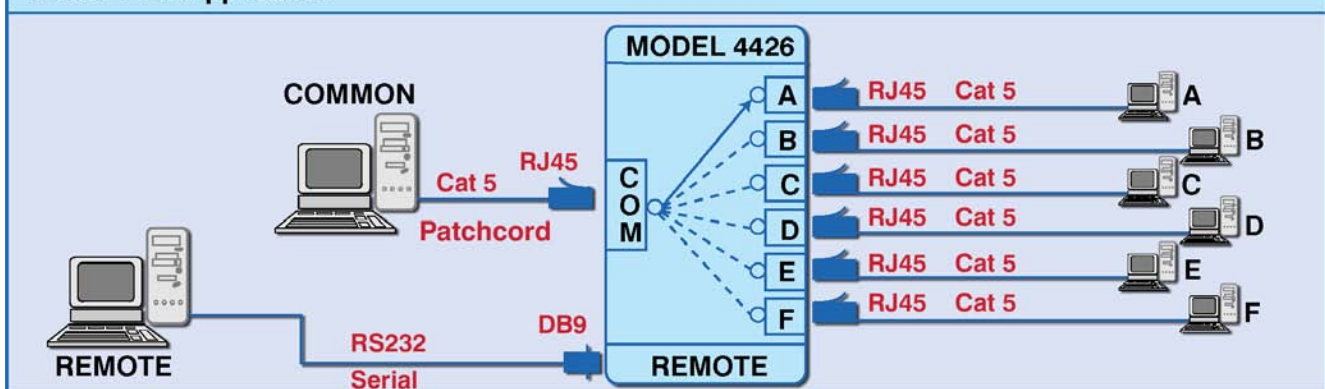 MODEL 4426
COMMON
Cat 5
RJ45
Patchcord
COM
REMOTE
RS232
Serial
DB9
REMOTE
A
RJ45 Cat 5
A
B
RJ45 Cat 5
B
C
RJ45 Cat 5
C
D
RJ45 Cat 5
D
E
RJ45 Cat 5
E
F
RJ45 Cat 5
F